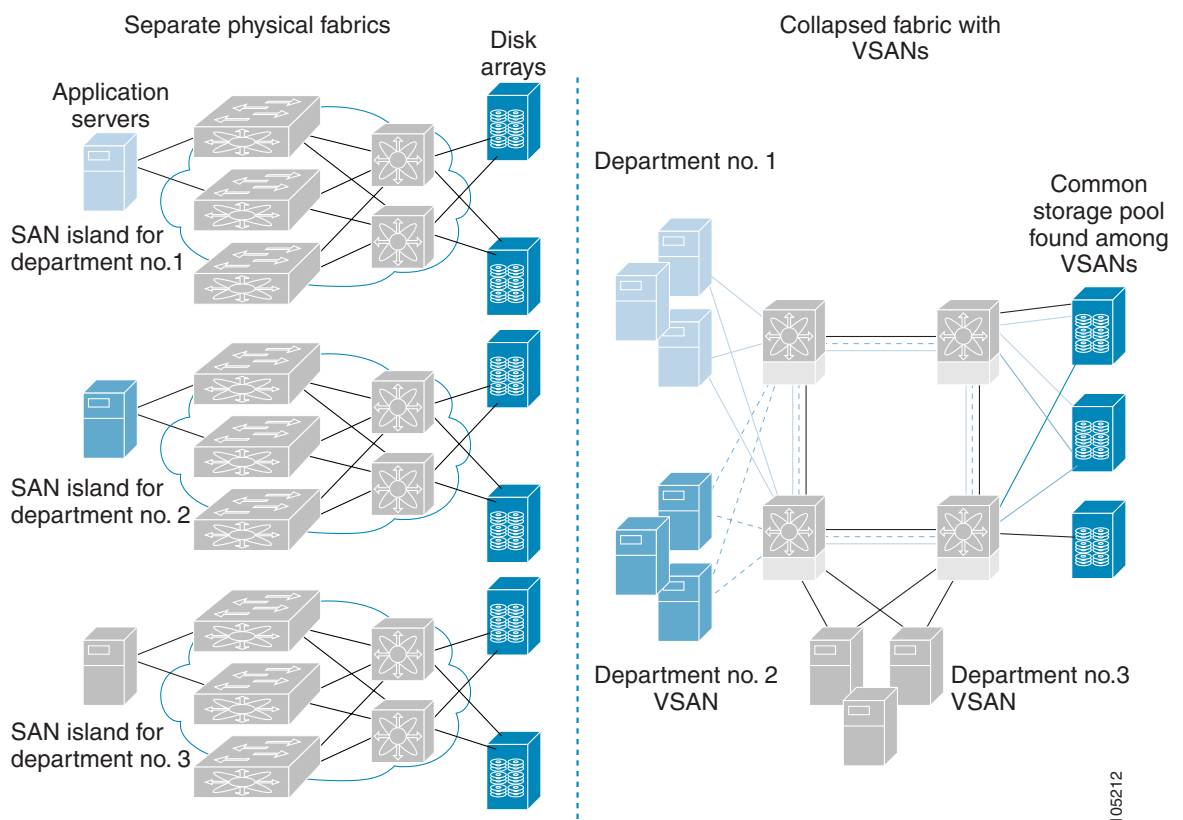 Separate physical fabrics
Disk
arrays
Application
servers
SAN island for
department no.1
SAN island for
department no. 2
SAN island for
department no. 3
Collapsed fabric with
VSANs
Department no. 1
Common
storage pool
found among
VSANs
Department no. 2
VSAN
Department no.3
VSAN
105212